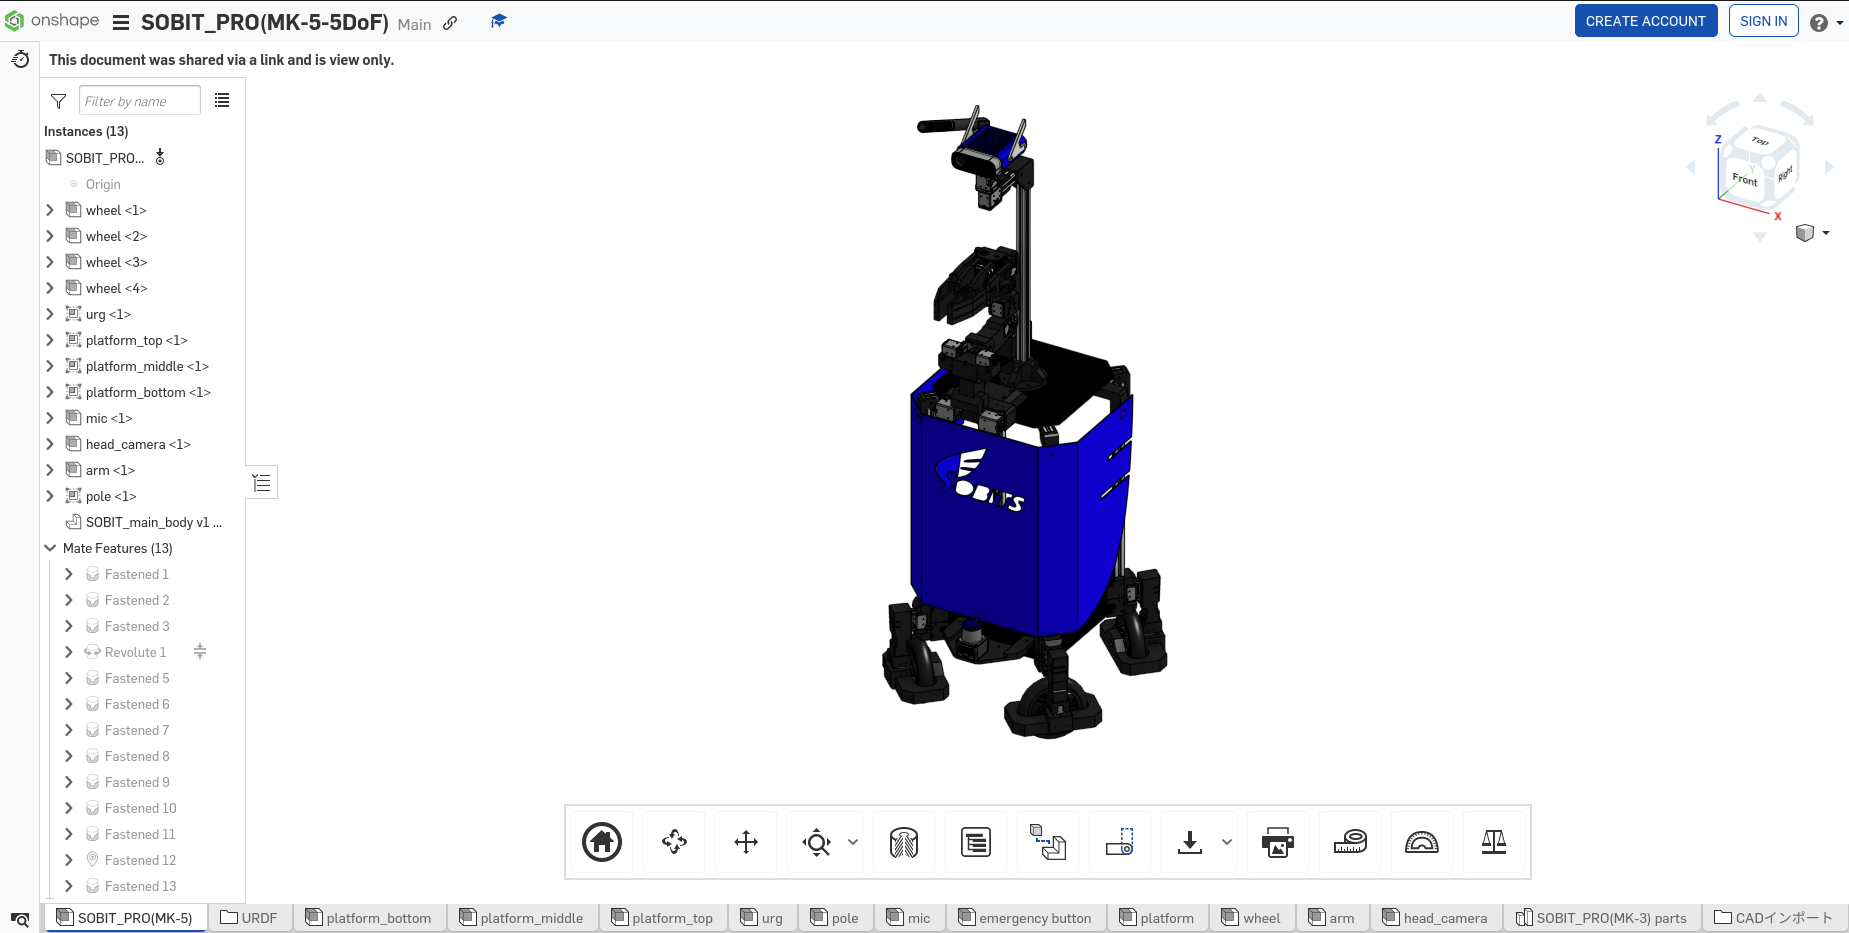 onshape SOBIT_PRO(MK-5-5DoF) Main CREATE ACCOUNT SIGN IN ?
This document was shared via a link and is view only.
Filter by name
Instances (13)
SOBIT_PRO...
Origin
wheel <1>
wheel <2>
wheel <3>
wheel <4>
urg <1>
platform_top <1>
platform_middle <1>
platform_bottom <1>
mic <1>
head_camera <1>
arm <1>
pole <1>
SOBIT_main_body v1 ...
Mate Features (13)
Fastened 1
Fastened 2
Fastened 3
Revolute 1
Fastened 5
Fastened 6
Fastened 7
Fastened 8
Fastened 9
Fastened 10
Fastened 11
Fastened 12
Fastened 13
SOBITS
Z
Top
Y
Front
Right
X
SOBIT_PRO(MK-5) URDF platform_bottom platform_middle platform_top urg pole mic emergency button platform wheel arm head_camera SOBIT_PRO(MK-3) parts CADインポート